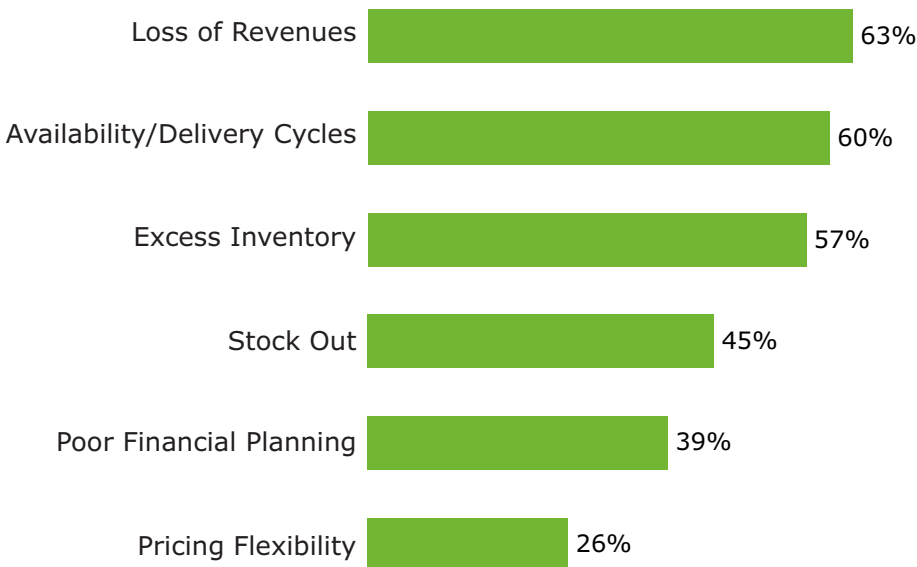 Loss of Revenues 63%
Availability/Delivery Cycles 60%
Excess Inventory 57%
Stock Out 45%
Poor Financial Planning 39%
Pricing Flexibility 26%